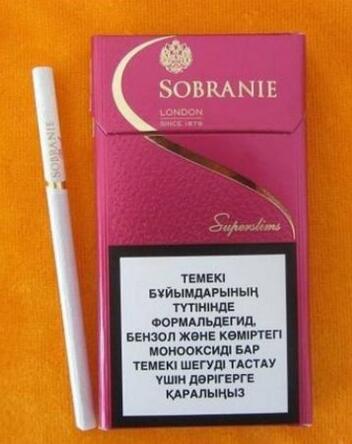 SOBRANIE
SOBRANIE
LONDON
SINCE 1879
Superslims
ТЕМЕКІ
БҰЙЫМДАРЫНЫҢ
ТҮТІНІНДЕ
ФОРМАЛЬДЕГИД,
БЕНЗОЛ ЖӘНЕ КӨМІРТЕГІ
МОНООКСИДІ БАР
ТЕМЕКІ ШЕГУДІ ТАСТАУ
ҮШІН ДӘРІГЕРГЕ
ҚАРАЛЫҢЫЗ